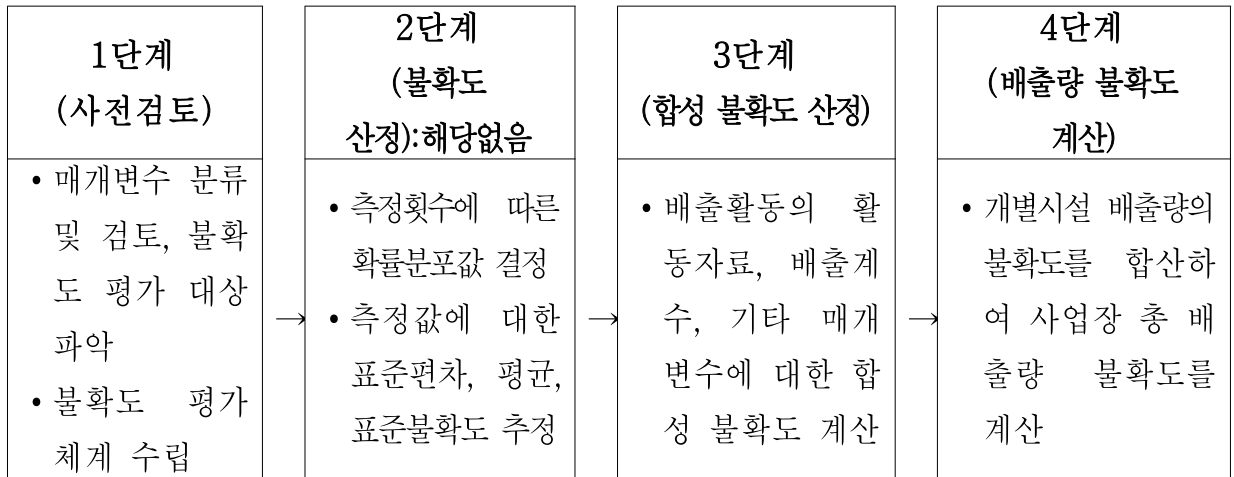 1단계
(사전검토)
• 매개변수 분류
및 검토, 불확
도 평가 대상
파악
• 불확도 평가
체계 수립
→
2단계
(불확도
산정):해당없음
• 측정횟수에 따른
확률분포값 결정
• 측정값에 대한
표준편차, 평균,
표준불확도 추정
→
3단계
(합성 불확도 산정)
• 배출활동의 활
동자료, 배출계
수, 기타 매개
변수에 대한 합
성 불확도 계산
→
4단계
(배출량 불확도
계산)
• 개별시설 배출량의
불확도를 합산하
여 사업장 총 배
출량 불확도를
계산